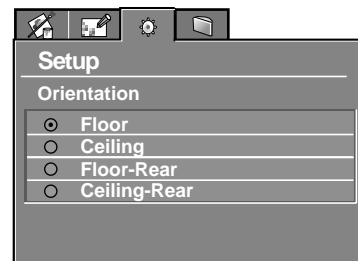 Setup
Orientation
Floor
Ceiling
Floor-Rear
Ceiling-Rear